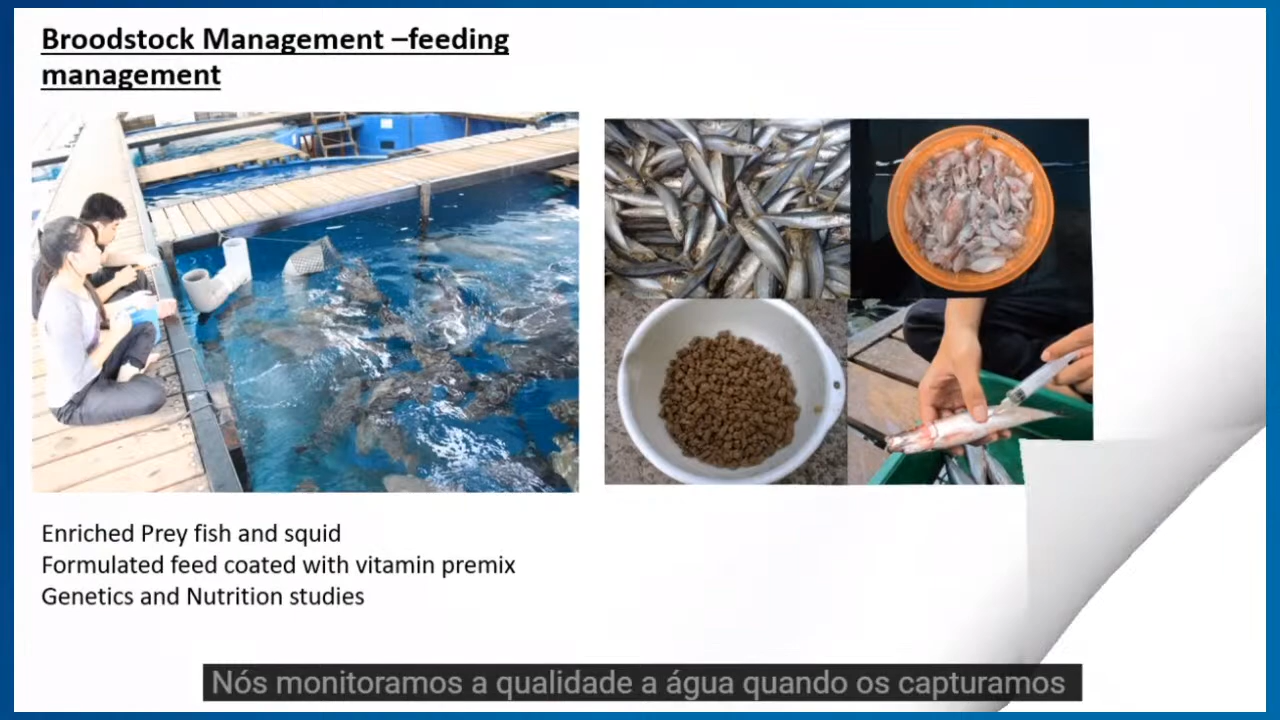 Broodstock Management –feeding
management
Enriched Prey fish and squid
Formulated feed coated with vitamin premix
Genetics and Nutrition studies
Nós monitoramos a qualidade a água quando os capturamos